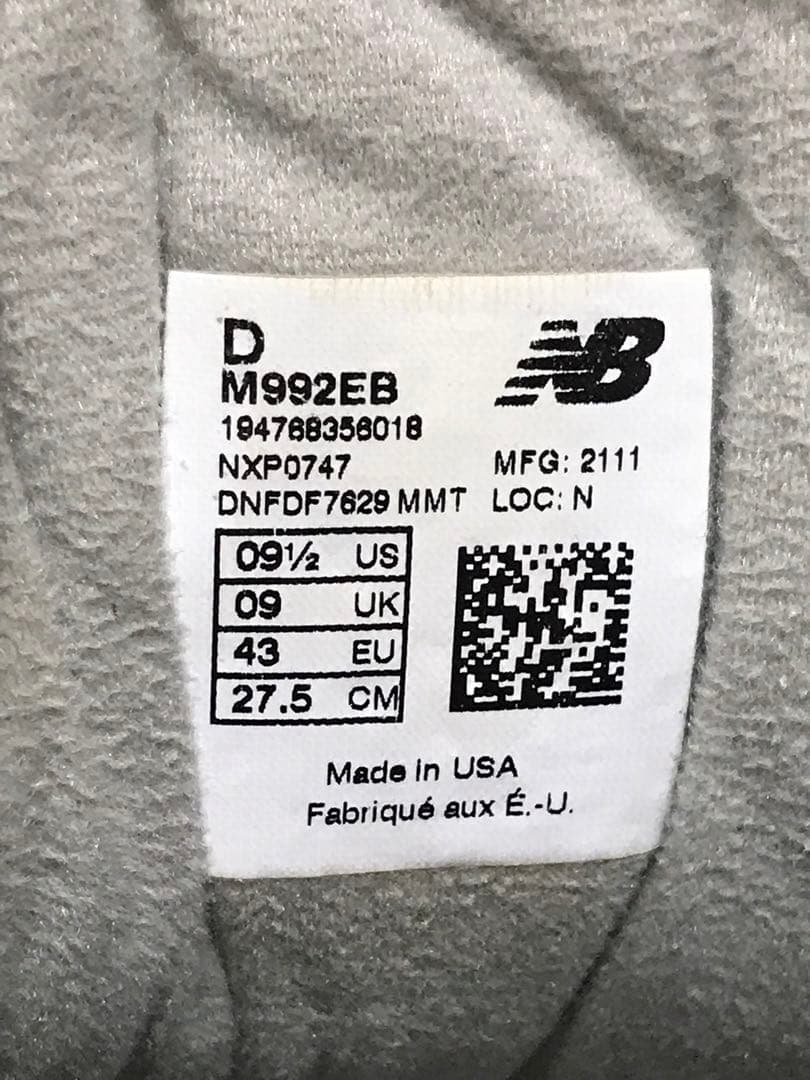 D
NB
M992EB
194768356018
NXP0747 MFG: 2111
DNFDF7629 MMT LOC: N
09½ US
09 UK
43 EU
27.5 CM
Made in USA
Fabriqué aux É.-U.